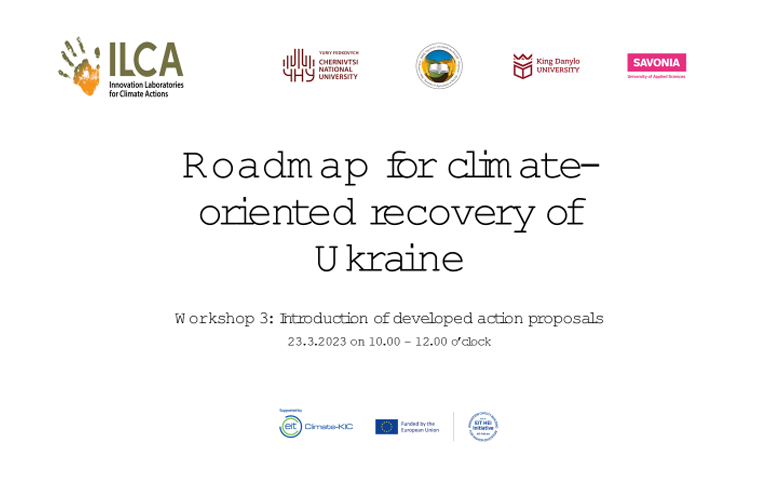 ILCA
Innovation Laboratories
for Climate Actions
YURIY FEDKOVYCH
CHERNIVTSI
NATIONAL
UNIVERSITY
King Danylo
UNIVERSITY
SAVONIA
University of Applied Sciences
Roadmap for climate-
oriented recovery of
Ukraine
Workshop 3: Introduction of developed action proposals
23.3.2023 on 10.00 – 12.00 o'clock
Supported by
eit Climate-KIC
Funded by the
European Union
EIT HEI
Initiative